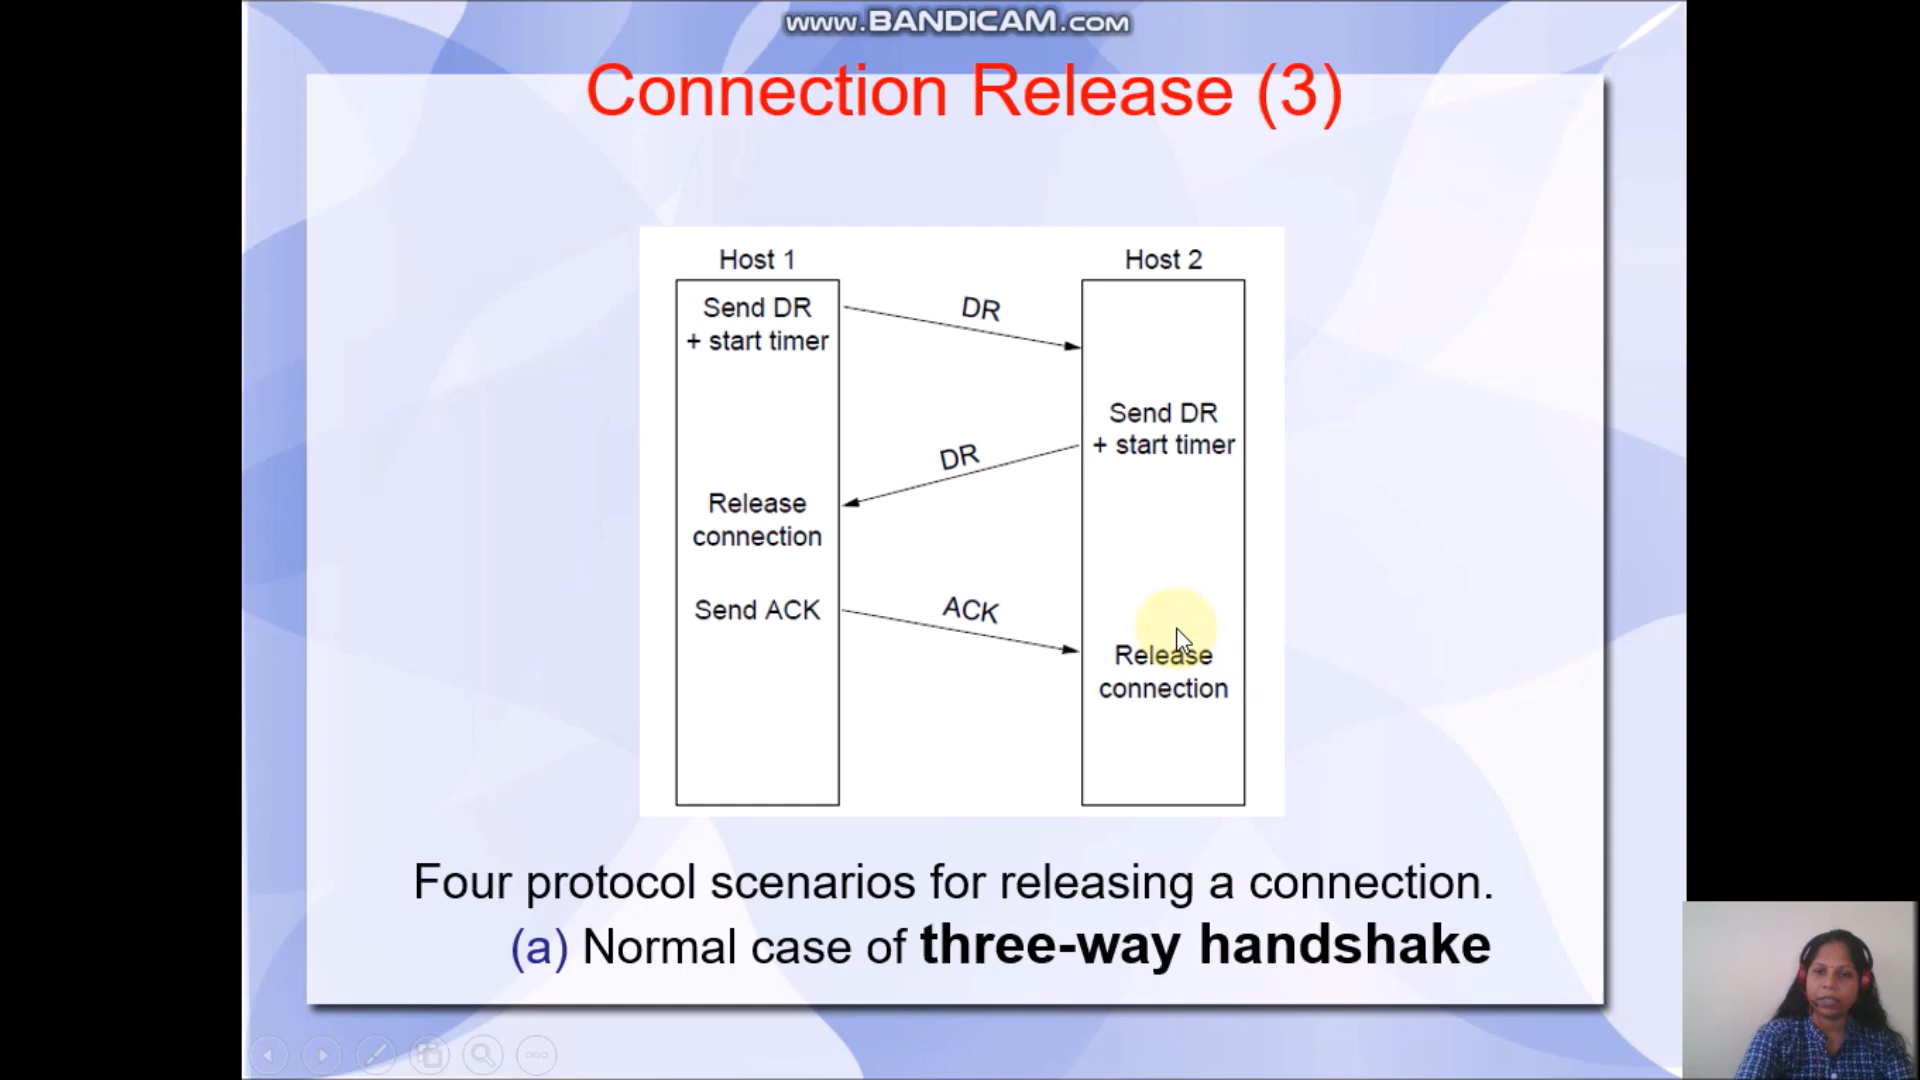 www.BANDICAM.com
Connection Release (3)
Host 1
Host 2
Send DR
+ start timer
DR
Send DR
+ start timer
DR
Release
connection
Send ACK
ACK
Release
connection
Four protocol scenarios for releasing a connection.
(a) Normal case of three-way handshake